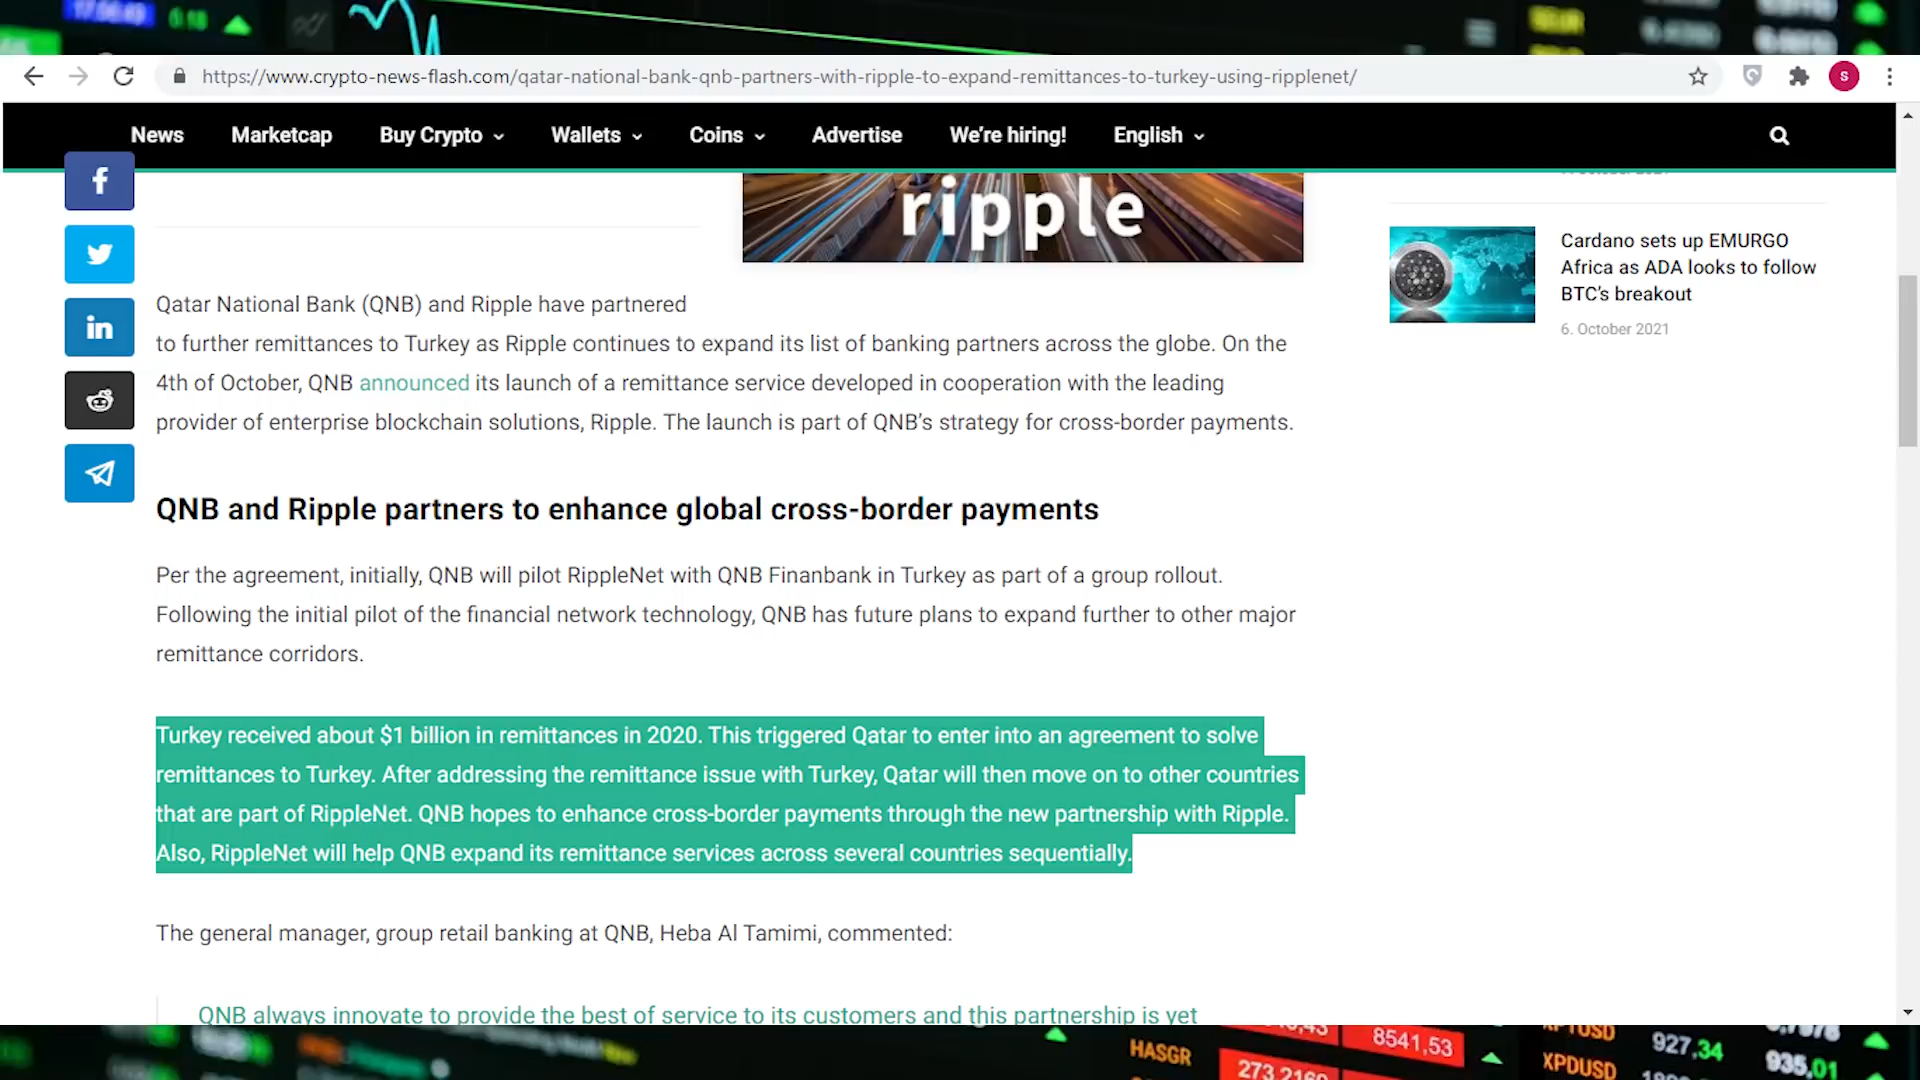 0.18
https://www.crypto-news-flash.com/qatar-national-bank-qnb-partners-with-ripple-to-expand-remittances-to-turkey-using-ripplenet/
S
News
Marketcap
Buy Crypto
Wallets
Coins
Advertise
We're hiring!
English
f
in
ripple
Qatar National Bank (QNB) and Ripple have partnered
to further remittances to Turkey as Ripple continues to expand its list of banking partners across the globe. On the
4th of October, QNB announced its launch of a remittance service developed in cooperation with the leading
provider of enterprise blockchain solutions, Ripple. The launch is part of QNB's strategy for cross-border payments.
QNB and Ripple partners to enhance global cross-border payments
Per the agreement, initially, QNB will pilot RippleNet with QNB Finanbank in Turkey as part of a group rollout.
Following the initial pilot of the financial network technology, QNB has future plans to expand further to other major
remittance corridors.
Turkey received about $1 billion in remittances in 2020. This triggered Qatar to enter into an agreement to solve
remittances to Turkey. After addressing the remittance issue with Turkey, Qatar will then move on to other countries
that are part of RippleNet. QNB hopes to enhance cross-border payments through the new partnership with Ripple.
Also, RippleNet will help QNB expand its remittance services across several countries sequentially.
The general manager, group retail banking at QNB, Heba Al Tamimi, commented:
QNB always innovate to provide the best of service to its customers and this partnership is yet
Cardano sets up EMURGO
Africa as ADA looks to follow
BTC's breakout
6. October 2021
HASGR
8541,53
XPDUSD
927,34
935,01